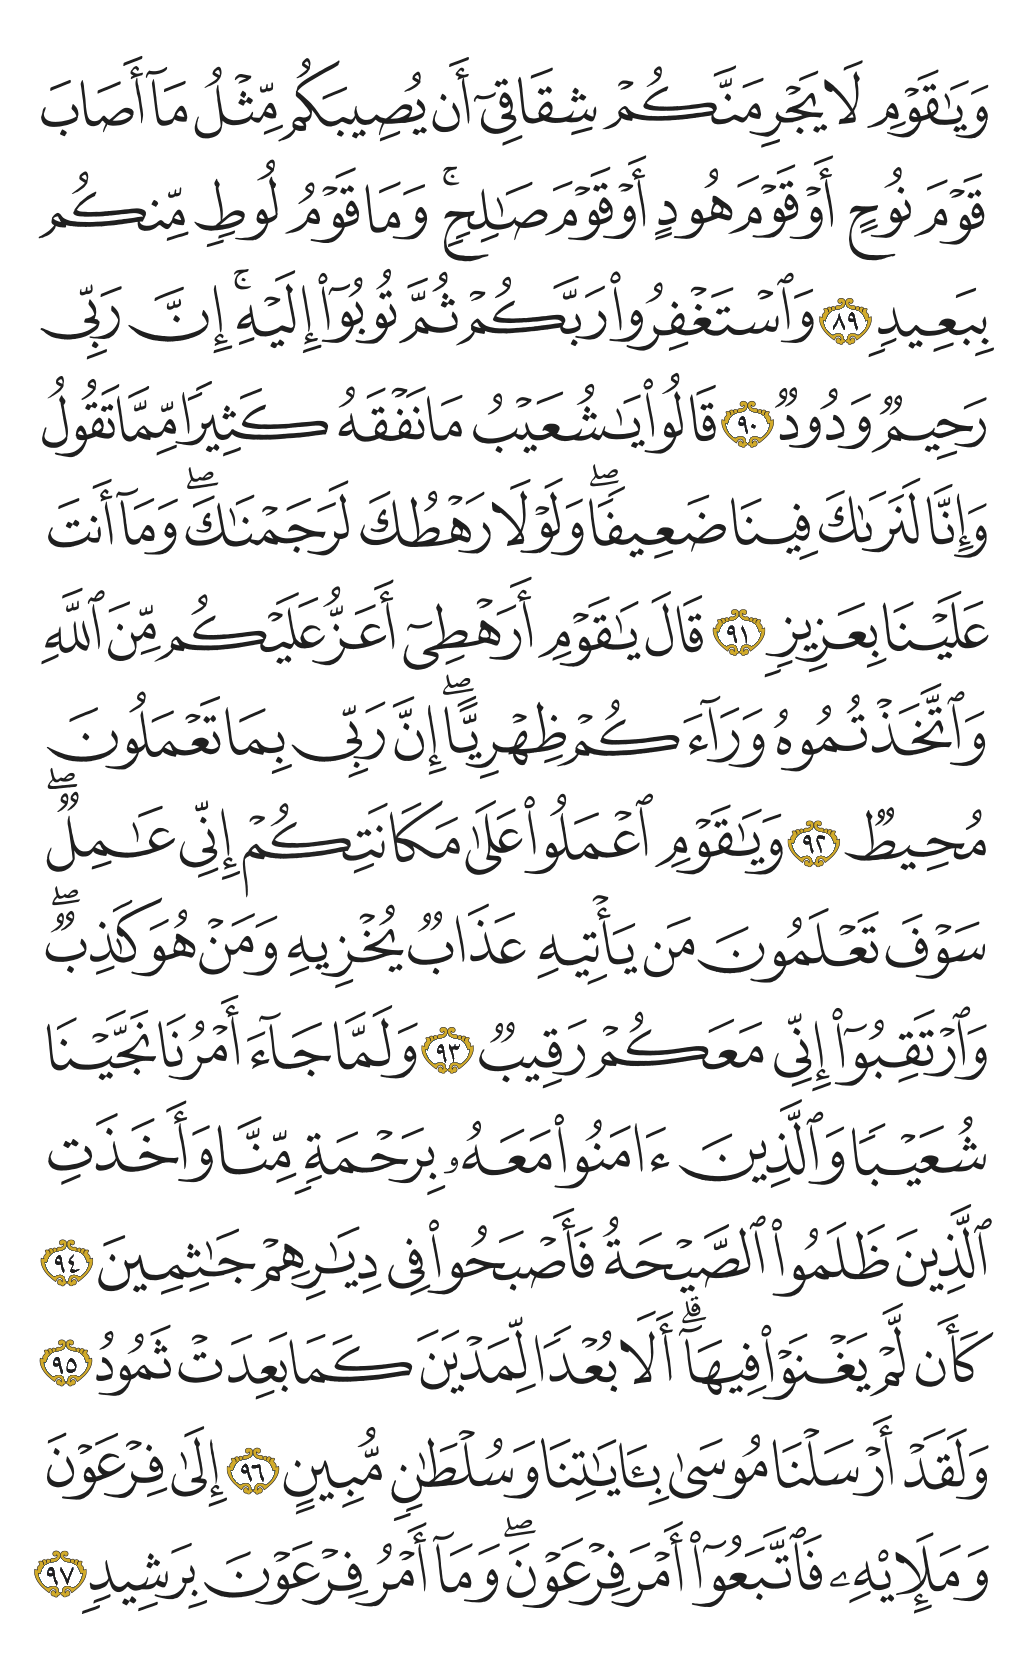 وَيَٰقَوۡمِ لَا يَجۡرِمَنَّكُمۡ شِقَاقِيٓ أَن يُصِيبَكُم مِّثۡلُ مَآ أَصَابَ
قَوۡمَ نُوحٍ أَوۡ قَوۡمَ هُودٍ أَوۡ قَوۡمَ صَٰلِحٖۚ وَمَا قَوۡمُ لُوطٖ مِّنكُم
بِبَعِيدٖ ٨٩ وَٱسۡتَغۡفِرُواْ رَبَّكُمۡ ثُمَّ تُوبُوٓاْ إِلَيۡهِۚ إِنَّ رَبِّي
رَحِيمٞ وَدُودٞ ٩٠ قَالُواْ يَٰشُعَيۡبُ مَا نَفۡقَهُ كَثِيرٗا مِّمَّا تَقُولُ
وَإِنَّا لَنَرَىٰكَ فِينَا ضَعِيفٗاۖ وَلَوۡلَا رَهۡطُكَ لَرَجَمۡنَٰكَۖ وَمَآ أَنتَ
عَلَيۡنَا بِعَزِيزٖ ٩١ قَالَ يَٰقَوۡمِ أَرَهۡطِيٓ أَعَزُّ عَلَيۡكُم مِّنَ ٱللَّهِ
وَٱتَّخَذۡتُمُوهُ وَرَآءَكُمۡ ظِهۡرِيًّاۖ إِنَّ رَبِّي بِمَا تَعۡمَلُونَ
مُحِيطٞ ٩٢ وَيَٰقَوۡمِ ٱعۡمَلُواْ عَلَىٰ مَكَانَتِكُمۡ إِنِّي عَٰمِلٞۖ
سَوۡفَ تَعۡلَمُونَ مَن يَأۡتِيهِ عَذَابٞ يُخۡزِيهِ وَمَنۡ هُوَ كَٰذِبٞۖ
وَٱرۡتَقِبُوٓاْ إِنِّي مَعَكُمۡ رَقِيبٞ ٩٣ وَلَمَّا جَآءَ أَمۡرُنَا نَجَّيۡنَا
شُعَيۡبٗا وَٱلَّذِينَ ءَامَنُواْ مَعَهُۥ بِرَحۡمَةٖ مِّنَّا وَأَخَذَتِ
ٱلَّذِينَ ظَلَمُواْ ٱلصَّيۡحَةُ فَأَصۡبَحُواْ فِي دِيَٰرِهِمۡ جَٰثِمِينَ ٩٤
كَأَن لَّمۡ يَغۡنَوۡاْ فِيهَآۗ أَلَا بُعۡدٗا لِّمَدۡيَنَ كَمَا بَعِدَتۡ ثَمُودُ ٩٥
وَلَقَدۡ أَرۡسَلۡنَا مُوسَىٰ بِـَٔايَٰتِنَا وَسُلۡطَٰنٖ مُّبِينٍ ٩٦ إِلَىٰ فِرۡعَوۡنَ
وَمَلَإِيْهِۦ فَٱتَّبَعُوٓاْ أَمۡرَ فِرۡعَوۡنَۖ وَمَآ أَمۡرُ فِرۡعَوۡنَ بِرَشِيدٖ ٩٧